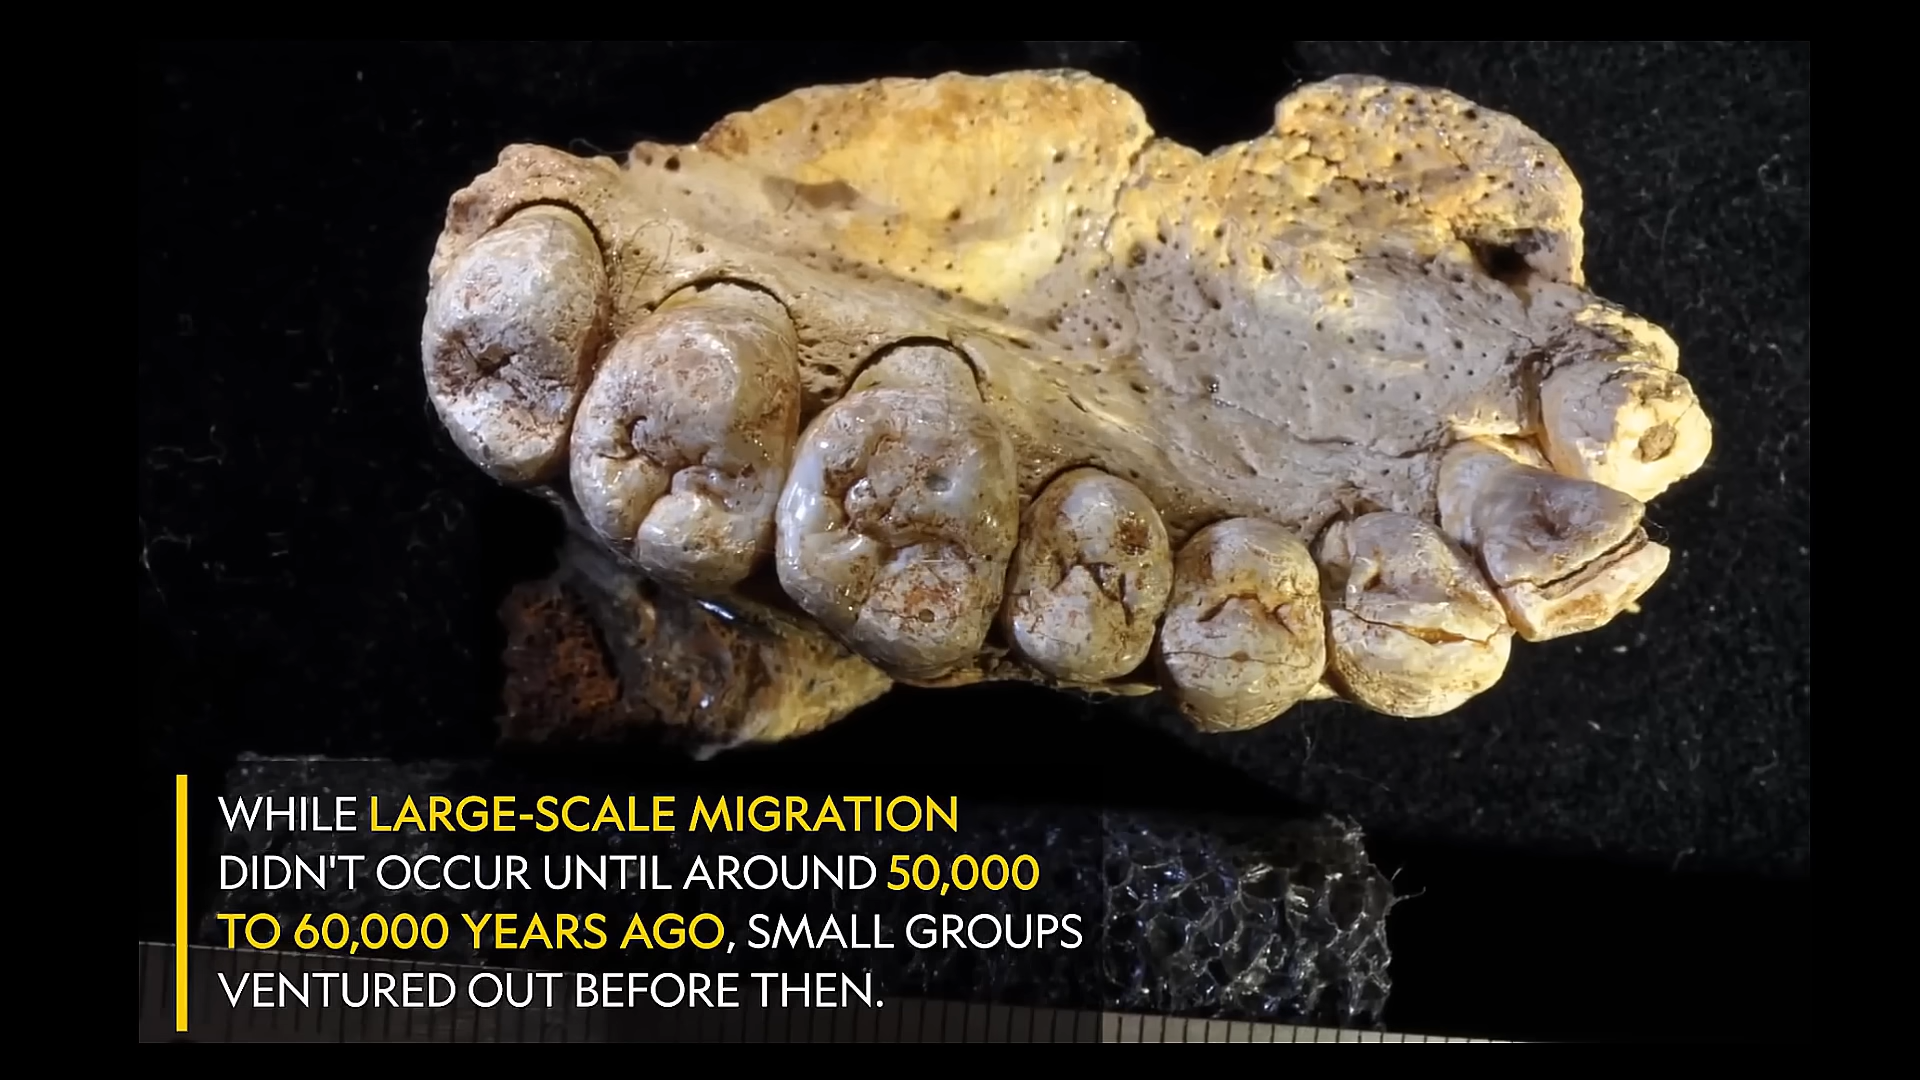 WHILE LARGE-SCALE MIGRATION
DIDN'T OCCUR UNTIL AROUND 50,000
TO 60,000 YEARS AGO, SMALL GROUPS
VENTURED OUT BEFORE THEN.